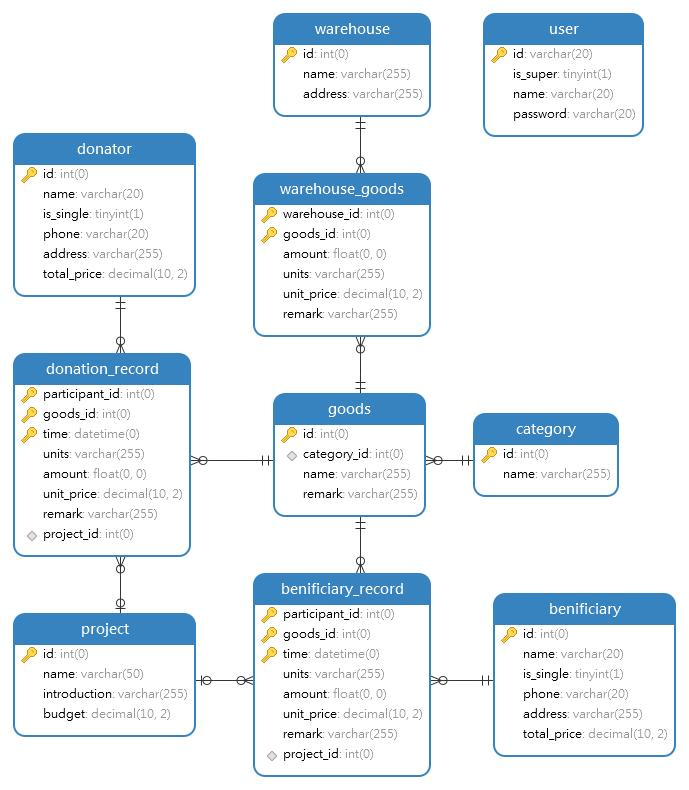 warehouse
id: int(0)
name: varchar(255)
address: varchar(255)
user
id: varchar(20)
is_super: tinyint(1)
name: varchar(20)
password: varchar(20)
donator
id: int(0)
name: varchar(20)
is_single: tinyint(1)
phone: varchar(20)
address: varchar(255)
total_price: decimal(10, 2)
warehouse_goods
warehouse_id: int(0)
goods_id: int(0)
amount: float(0, 0)
units: varchar(255)
unit_price: decimal(10, 2)
remark: varchar(255)
donation_record
participant_id: int(0)
goods_id: int(0)
time: datetime(0)
units: varchar(255)
amount: float(0, 0)
unit_price: decimal(10, 2)
remark: varchar(255)
project_id: int(0)
goods
id: int(0)
category_id: int(0)
name: varchar(255)
remark: varchar(255)
category
id: int(0)
name: varchar(255)
project
id: int(0)
name: varchar(50)
introduction: varchar(255)
budget: decimal(10, 2)
benificiary_record
participant_id: int(0)
goods_id: int(0)
time: datetime(0)
units: varchar(255)
amount: float(0, 0)
unit_price: decimal(10, 2)
remark: varchar(255)
project_id: int(0)
benificiary
id: int(0)
name: varchar(20)
is_single: tinyint(1)
phone: varchar(20)
address: varchar(255)
total_price: decimal(10, 2)